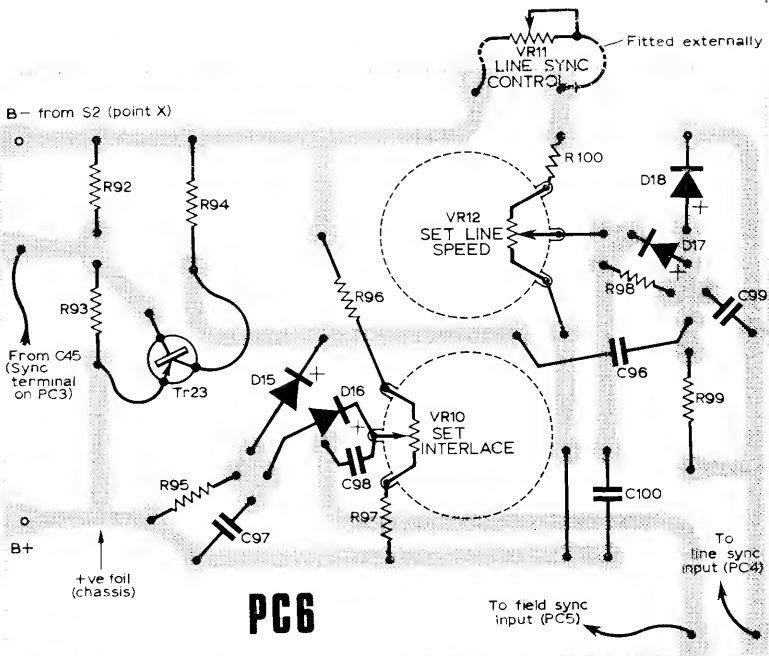 VR11
LINE SYNC
CONTROL
Fitted externally
B- from S2 (point X)
R92
R94
R100
D18
+
VR12
SET LINE
SPEED
D17
+
R98
C99
R93
R96
From C45
(Sync
terminal
on PC3)
Tr23
D15
+
D16
+
C96
R99
VR10
SET
INTERLACE
C98
R95
C97
R97
C100
B+
+ve foil
(chassis)
PC6
To
line sync
input (PC4)
To field sync
input (PC5)